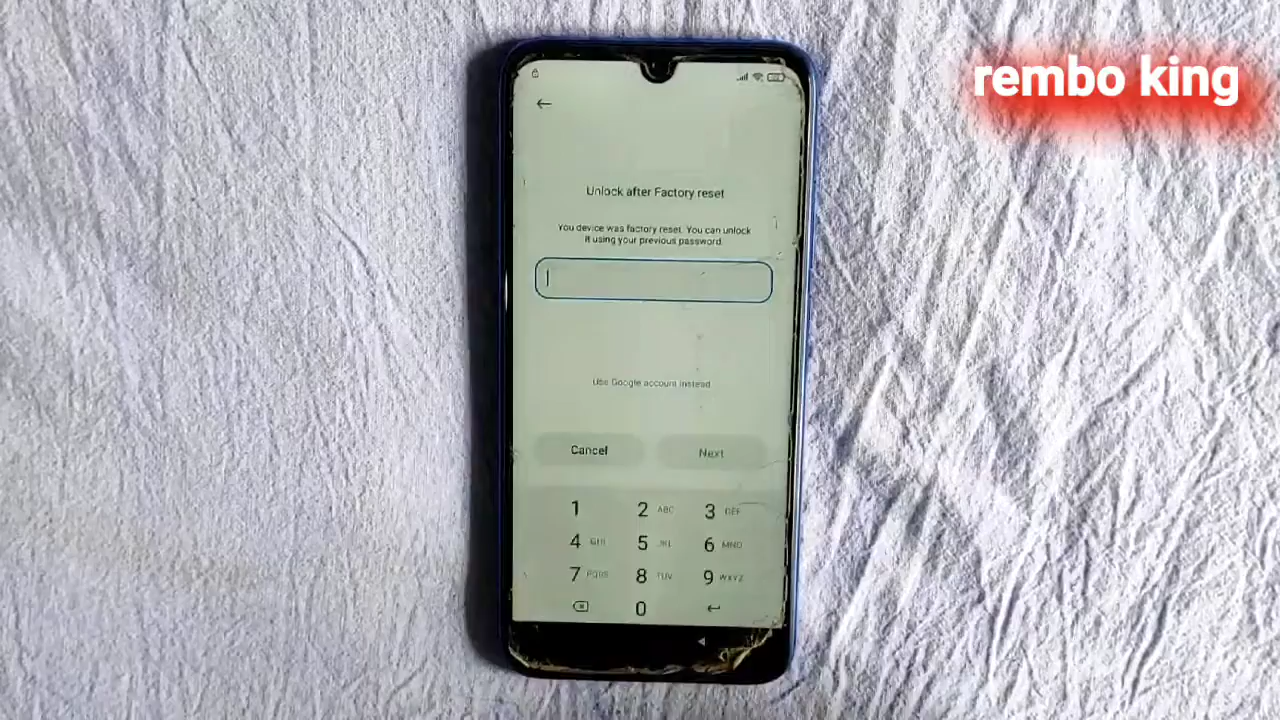 rembo king
Unlock after Factory reset
You device was factory reset. You can unlock
it using your previous password.
Use Google account instead
Cancel
Next
1
2 ABC
3 DEF
4 GHI
5 JKL
6 MNO
7 PQRS
8 TUV
9 WXYZ
0